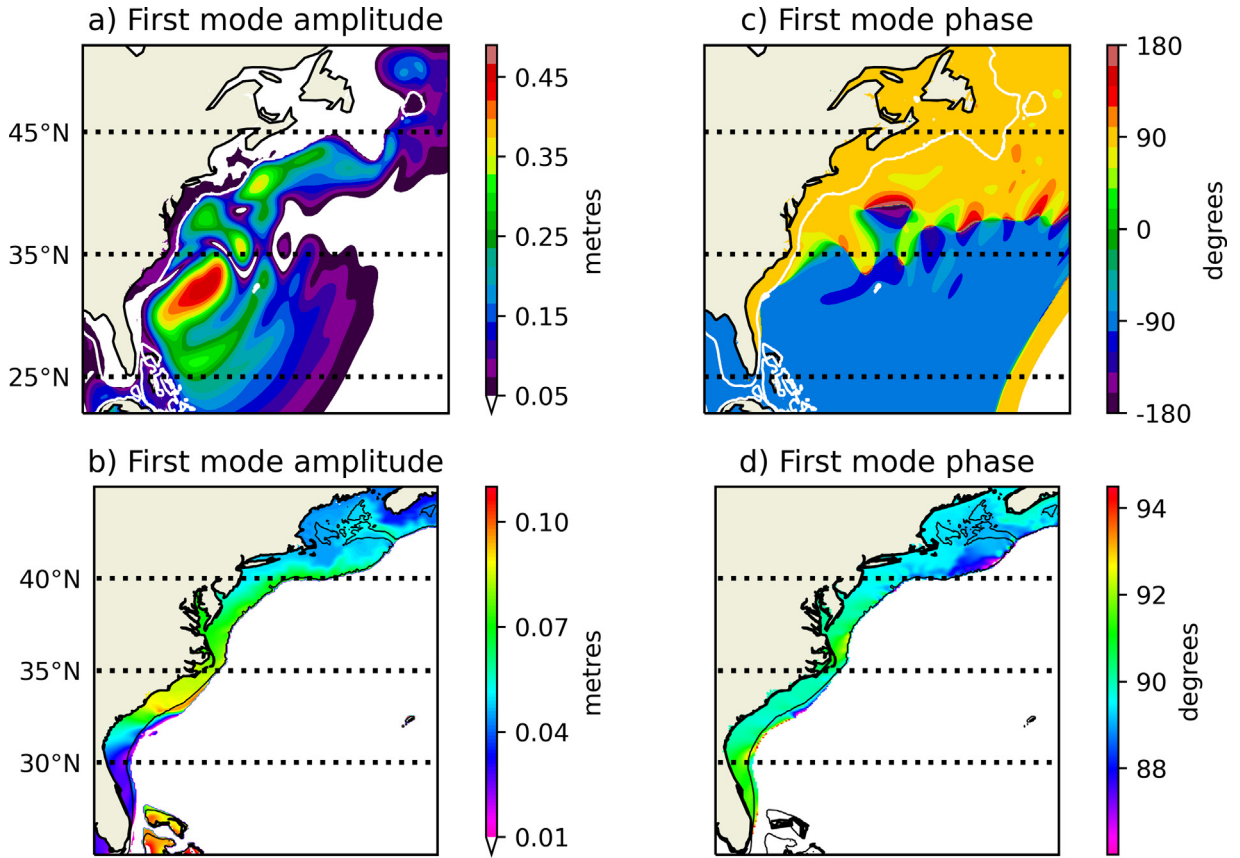 a) First mode amplitude
45°N
35°N
25°N
0.45
0.35
0.25
0.15
0.05
metres
c) First mode phase
180
90
0
-90
-180
degrees
b) First mode amplitude
40°N
35°N
30°N
0.10
0.07
0.04
0.01
metres
d) First mode phase
94
92
90
88
degrees